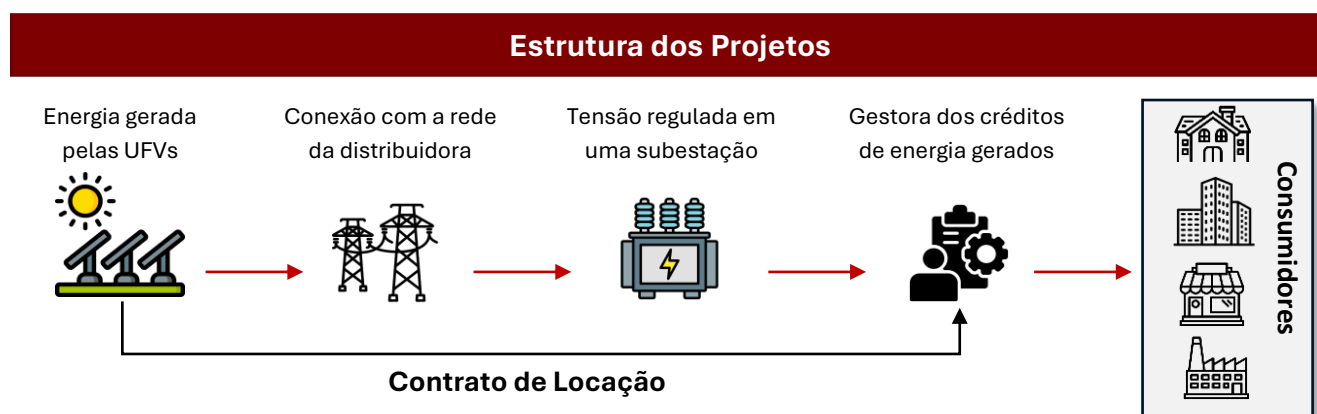 Estrutura dos Projetos
Energia gerada
pelas UFVs
Conexão com a rede
da distribuidora
Tensão regulada em
uma subestação
Gestora dos créditos
de energia gerados
Consumidores
Contrato de Locação